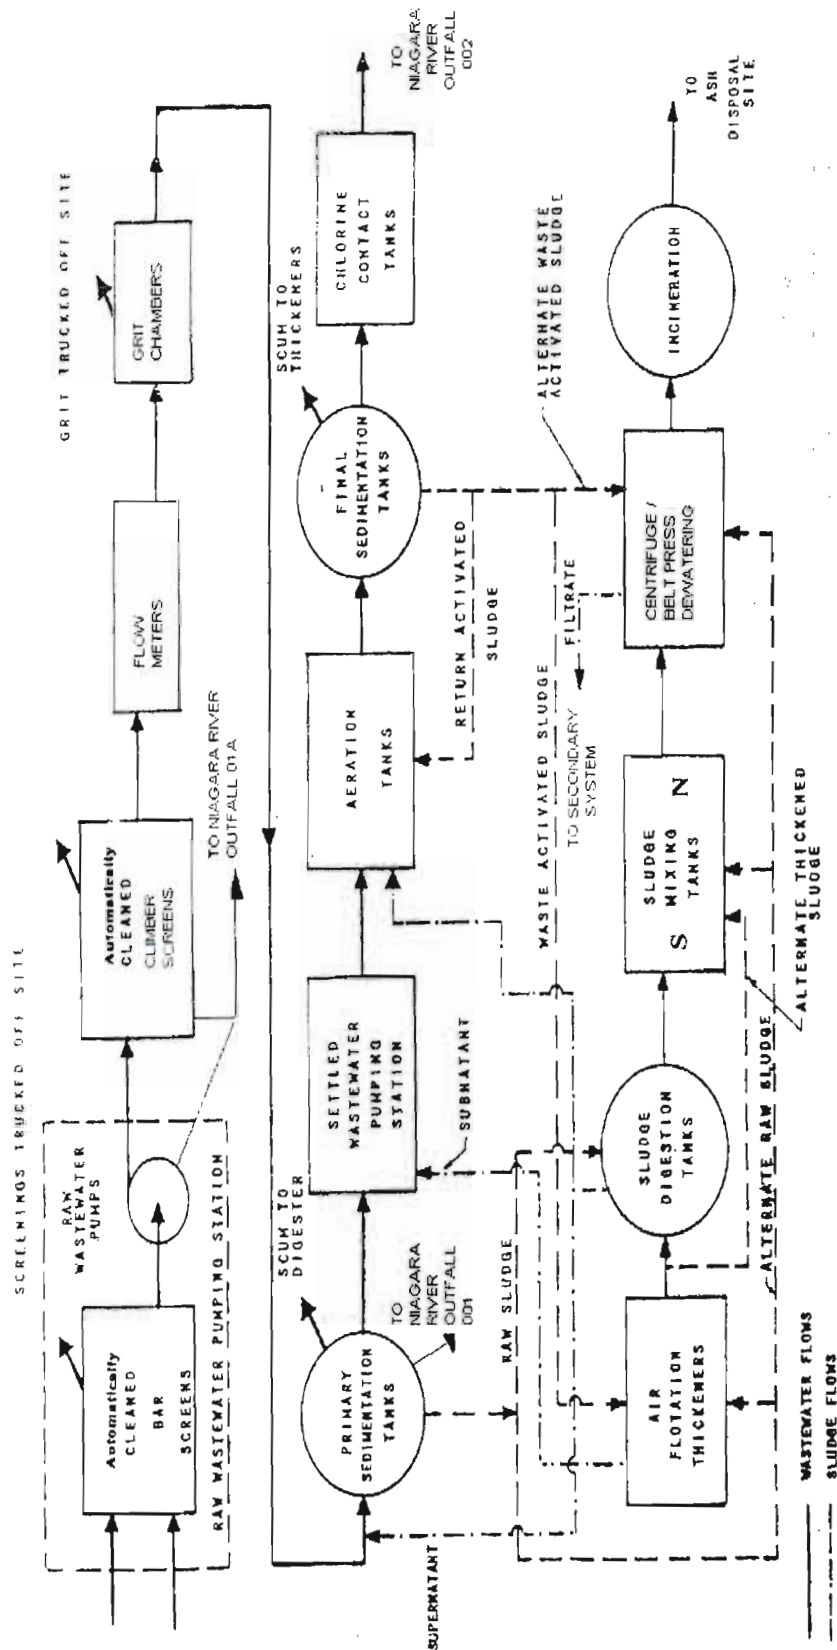 SCREENINGS TRUCKED OFF SITE
GRIT TRUCKED OFF SITE
RAW
WASTEWATER
PUMPS
Automatically
CLEANED
BAR
SCREENS
RAW WASTEWATER PUMPING STATION
Automatically
CLEANED
CLIMBER
SCREENS
TO NIAGARA RIVER
OUTFALL 01A
FLOW
METERS
GRIT
CHAMBERS
SCUM TO
DIGESTER
SCUM TO
THICKENERS
PRIMARY
SEDIMENTATION
TANKS
TO
NIAGARA
RIVER
OUTFALL
001
SETTLED
WASTEWATER
PUMPING
STATION
AERATION
TANKS
FINAL
SEDIMENTATION
TANKS
CHLORINE
CONTACT
TANKS
TO
NIAGARA
RIVER
OUTFALL
002
SUPERNATANT
RAW SLUDGE
SUBNATANT
RETURN ACTIVATED
SLUDGE
WASTE ACTIVATED SLUDGE
TO SECONDARY
SYSTEM
FILTRATE
ALTERNATE WASTE
ACTIVATED SLUDGE
AIR
FLOTATION
THICKENERS
SLUDGE
DIGESTION
TANKS
S
SLUDGE
MIXING
TANKS
N
CENTRIFUGE /
BELT PRESS
DEWATERING
INCINERATION
TO
ASH
DISPOSAL
SITE
ALTERNATE RAW SLUDGE
ALTERNATE THICKENED
SLUDGE
WASTEWATER FLOWS
SLUDGE FLOWS